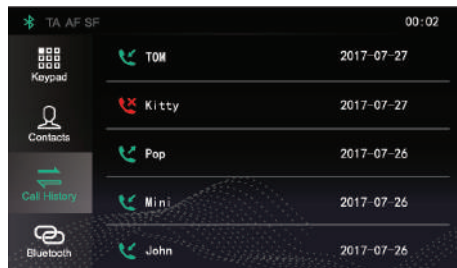 TA AF SF 00:02
Keypad
Contacts
Call History
Bluetooth
TOM 2017-07-27
Kitty 2017-07-27
Pop 2017-07-26
Mini 2017-07-26
John 2017-07-26